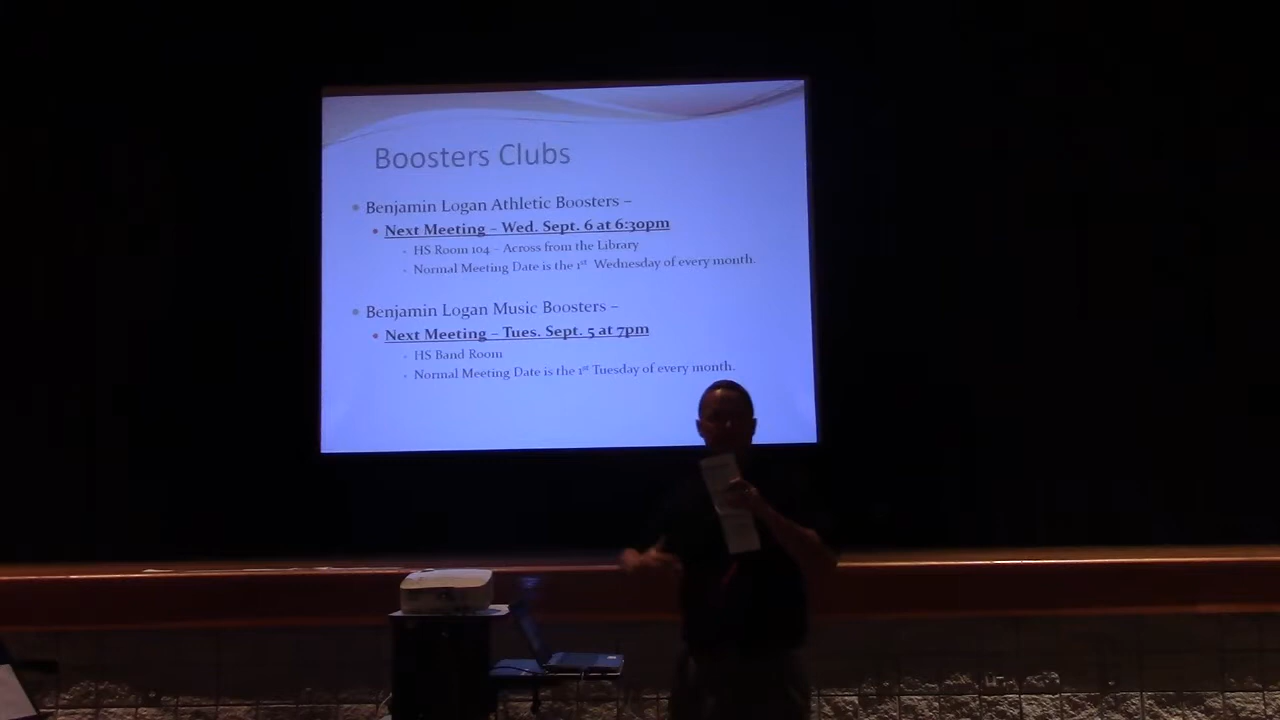 Boosters Clubs
Benjamin Logan Athletic Boosters –
Next Meeting – Wed. Sept. 6 at 6:30pm
HS Room 104 – Across from the Library
Normal Meeting Date is the 1st Wednesday of every month.
Benjamin Logan Music Boosters –
Next Meeting – Tues. Sept. 5 at 7pm
HS Band Room
Normal Meeting Date is the 1st Tuesday of every month.